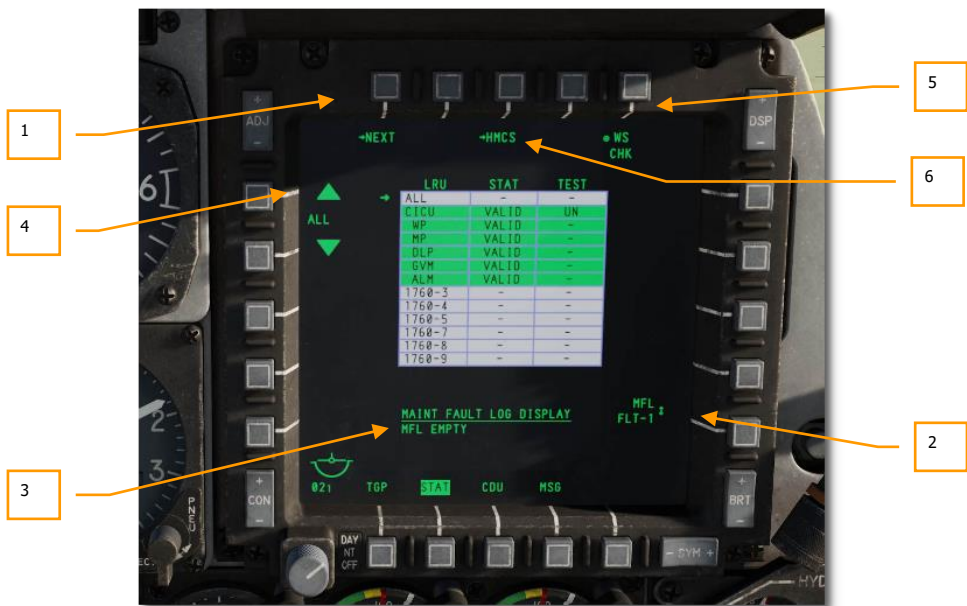 1
5
6
4
2
3
+
ADJ
-
+
DSP
-
→NEXT →HMCS WS
CHK
LRU STAT TEST
→ ALL - -
ALL
CICU VALID UN
WP VALID -
MP VALID -
DLP VALID -
GVM VALID -
ALM VALID -
1760-3 - -
1760-4 - -
1760-5 - -
1760-7 - -
1760-8 - -
1760-9 - -
MAINT FAULT LOG DISPLAY
MFL EMPTY
MFL
FLT-1
021 TGP STAT CDU MSG
+
CON
-
+
BRT
-
DAY
NT
OFF
- SYM +
6
2
3
PNEU
HYD